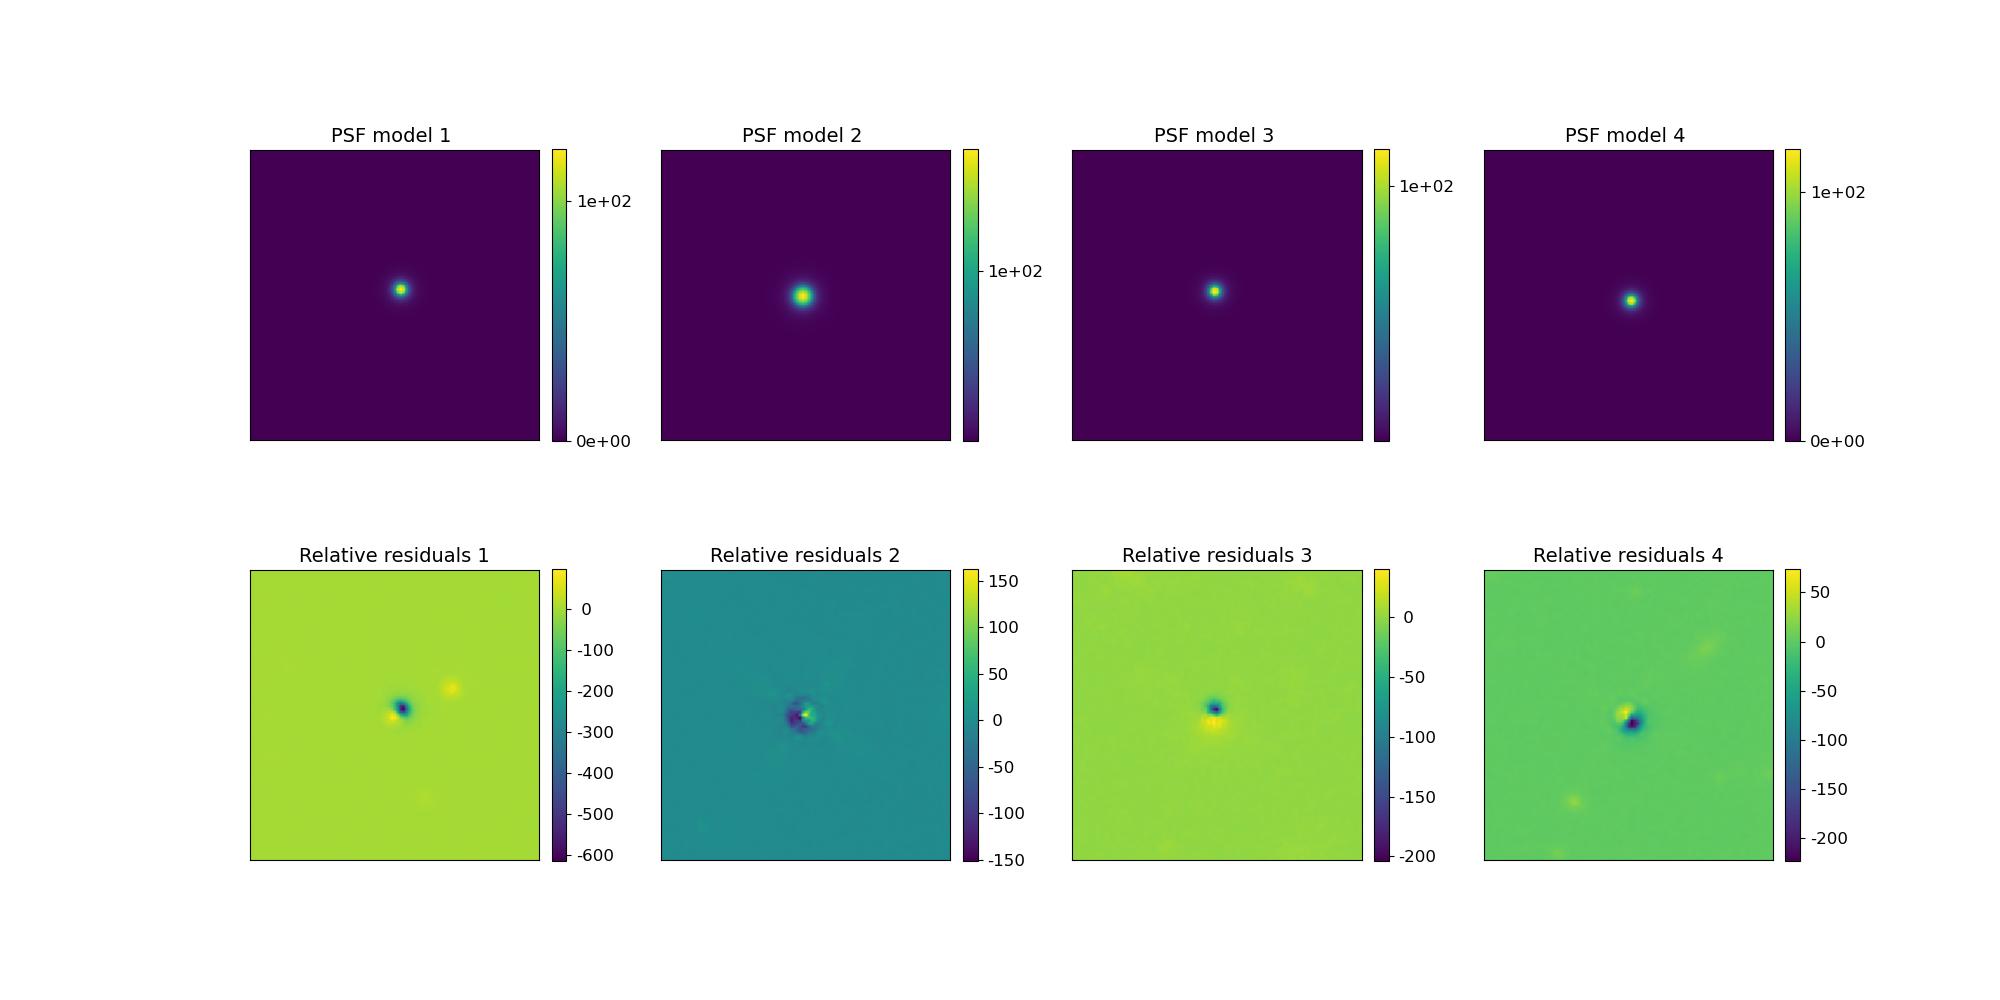 PSF model 1
PSF model 2
PSF model 3
PSF model 4
1e+02
0e+00
1e+02
1e+02
1e+02
0e+00
Relative residuals 1
Relative residuals 2
Relative residuals 3
Relative residuals 4
0
-100
-200
-300
-400
-500
-600
150
100
50
0
-50
-100
-150
0
-50
-100
-150
-200
50
0
-50
-100
-150
-200